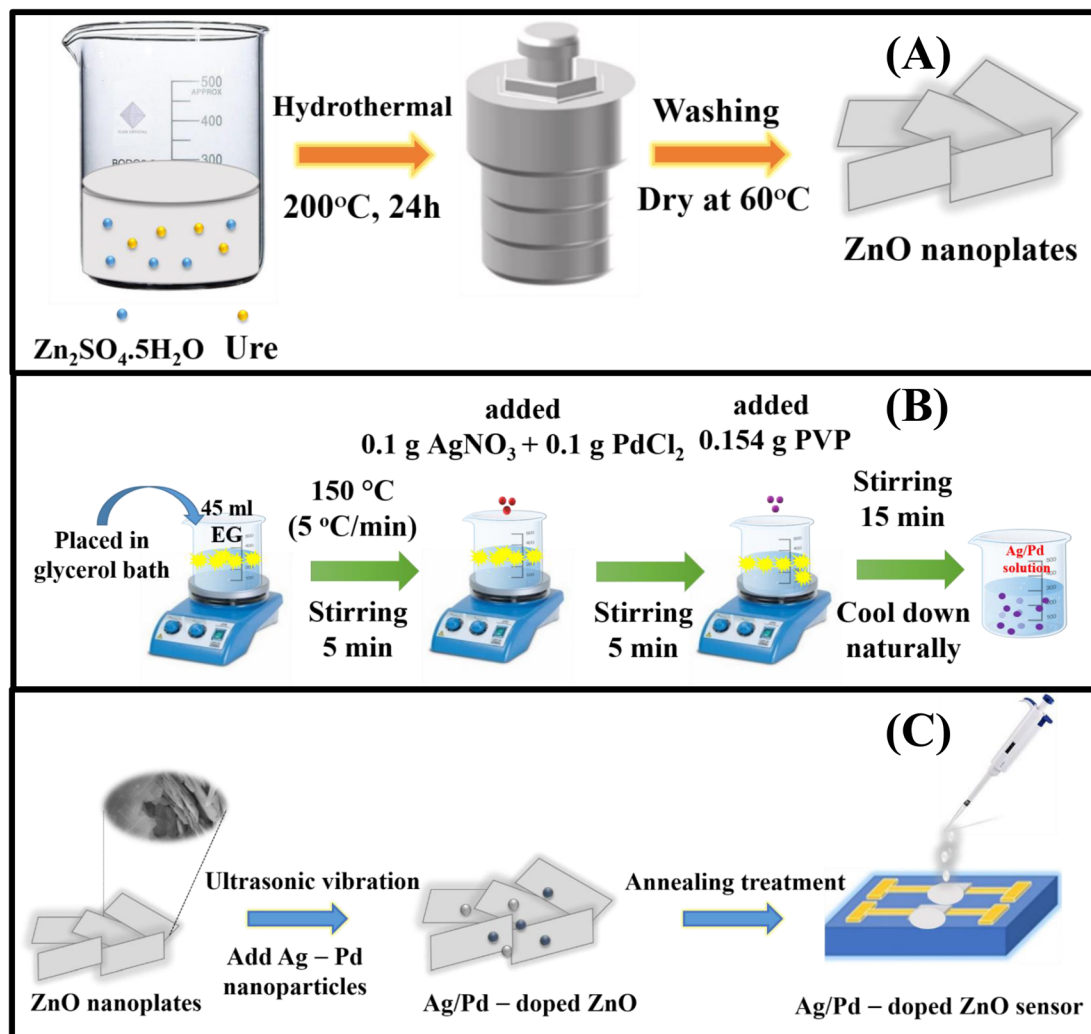 (A)
500
APPROX
400
300
Hydrothermal
200°C, 24h
Washing
Dry at 60°C
ZnO nanoplates
Zn₂SO₄.5H₂O
Ure
(B)
added
0.1 g AgNO₃ + 0.1 g PdCl₂
added
0.154 g PVP
Placed in
glycerol bath
45 ml
EG
150 °C
(5 °C/min)
Stirring
5 min
Stirring
5 min
Stirring
15 min
Cool down
naturally
Ag/Pd
solution
(C)
ZnO nanoplates
Ultrasonic vibration
Add Ag – Pd
nanoparticles
Ag/Pd – doped ZnO
Annealing treatment
Ag/Pd – doped ZnO sensor